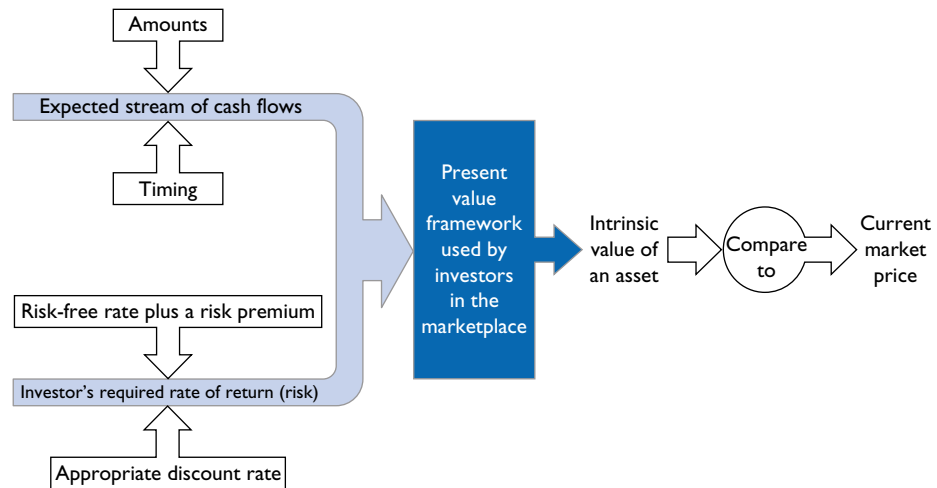 Amounts
Expected stream of cash flows
Timing
Risk-free rate plus a risk premium
Investor's required rate of return (risk)
Appropriate discount rate
Present
value
framework
used by
investors
in the
marketplace
Intrinsic
value of
an asset
Compare
to
Current
market
price